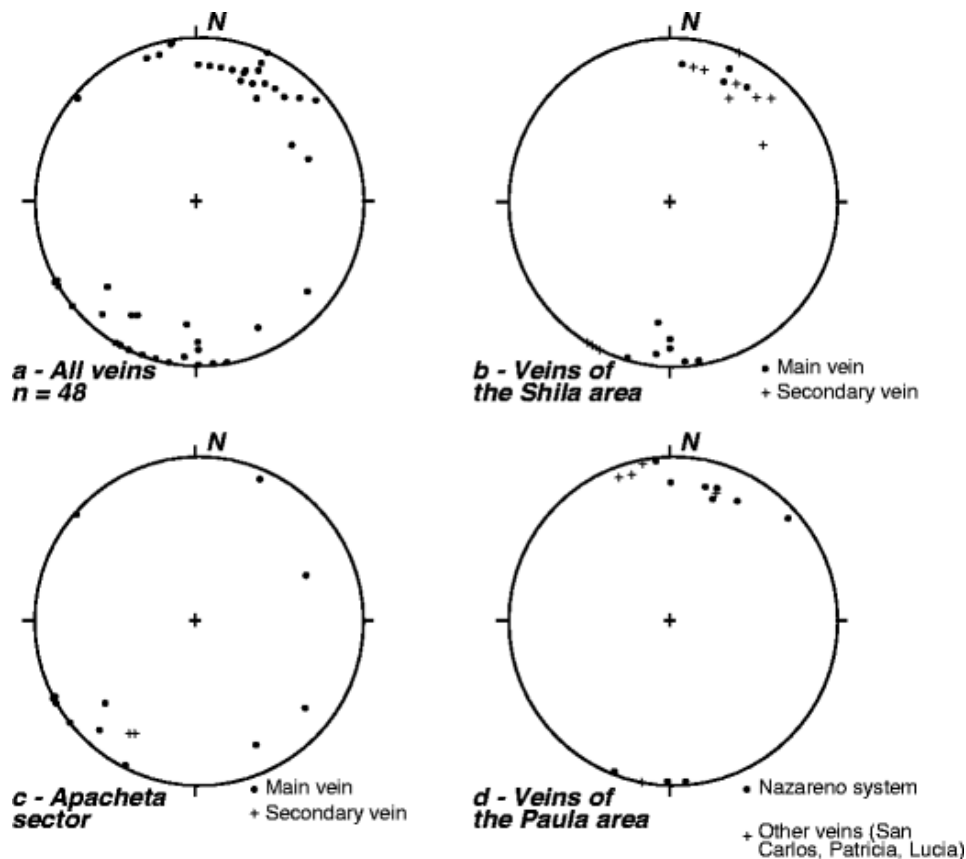 N
N
a - All veins
n = 48
b - Veins of
the Shila area
Main vein
+ Secondary vein
N
N
c - Apacheta
sector
Main vein
+ Secondary vein
d - Veins of
the Paula area
Nazareno system
+ Other veins (San
Carlos, Patricia, Lucia)